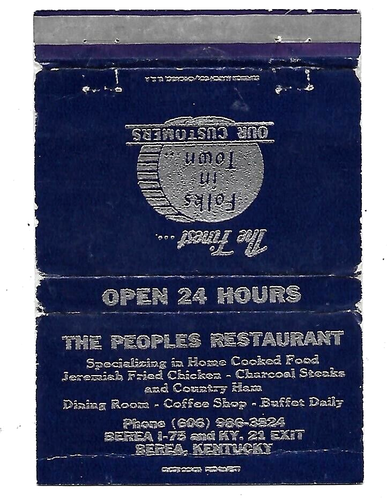 The Finest...
Folks
in
Town...
OUR CUSTOMERS
OPEN 24 HOURS
THE PEOPLES RESTAURANT
Specializing in Home Cooked Food
Jeremiah Fried Chicken - Charcoal Steaks
and Country Ham
Dining Room - Coffee Shop - Buffet Daily
Phone (606) 986-3824
BEREA I-75 and KY. 21 EXIT
BEREA, KENTUCKY